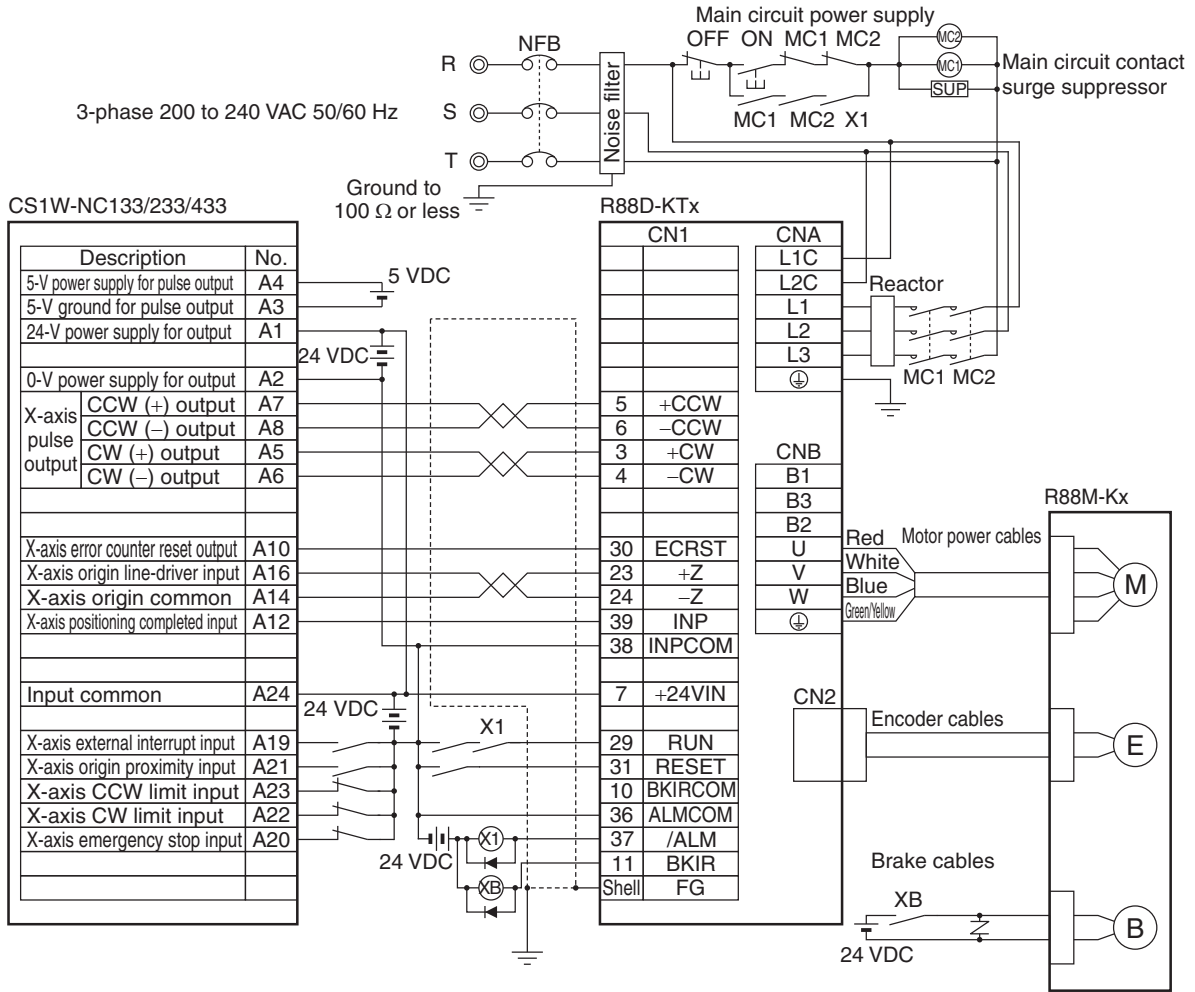 Main circuit power supply
OFF ON MC1 MC2
MC2
NFB
R
MC1
Main circuit contact
surge suppressor
SUP
Noise filter
3-phase 200 to 240 VAC 50/60 Hz
S
MC1 MC2 X1
T
Ground to
100 Ω or less
CS1W-NC133/233/433
R88D-KTx
CN1 CNA
Description No.
L1C
5-V power supply for pulse output A4
5 VDC
L2C
Reactor
5-V ground for pulse output A3
L1
24-V power supply for output A1
L2
24 VDC
L3
0-V power supply for output A2
MC1 MC2
X-axis pulse output
CCW (+) output A7
5 +CCW
CCW (−) output A8
6 −CCW
CW (+) output A5
3 +CW
CNB
CW (−) output A6
4 −CW
B1
B3
R88M-Kx
B2
Red
Motor power cables
X-axis error counter reset output A10
30 ECRST
U
White
X-axis origin line-driver input A16
23 +Z
V
Blue
M
X-axis origin common A14
24 −Z
W
Green/Yellow
X-axis positioning completed input A12
39 INP
38 INPCOM
Input common A24
7 +24VIN
CN2
24 VDC
Encoder cables
X1
X-axis external interrupt input A19
29 RUN
E
X-axis origin proximity input A21
31 RESET
X-axis CCW limit input A23
10 BKIRCOM
X-axis CW limit input A22
36 ALMCOM
X-axis emergency stop input A20
X1
37 /ALM
24 VDC
11 BKIR
Brake cables
XB
Shell FG
XB
B
24 VDC